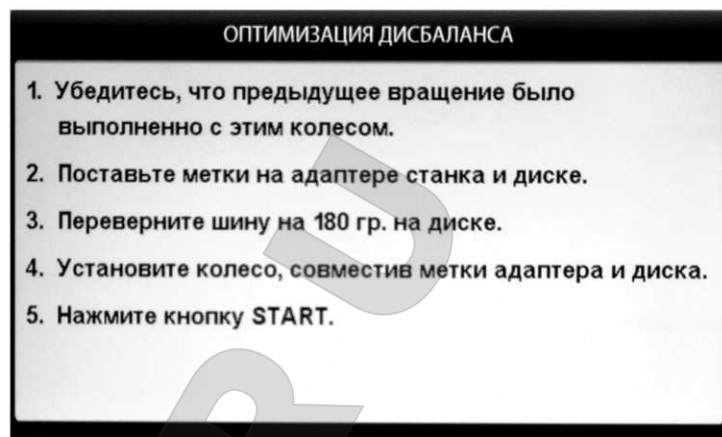 ОПТИМИЗАЦИЯ ДИСБАЛАНСА
1. Убедитесь, что предыдущее вращение было
выполненно с этим колесом.
2. Поставьте метки на адаптере станка и диске.
3. Переверните шину на 180 гр. на диске.
4. Установите колесо, совместив метки адаптера и диска.
5. Нажмите кнопку START.
R U